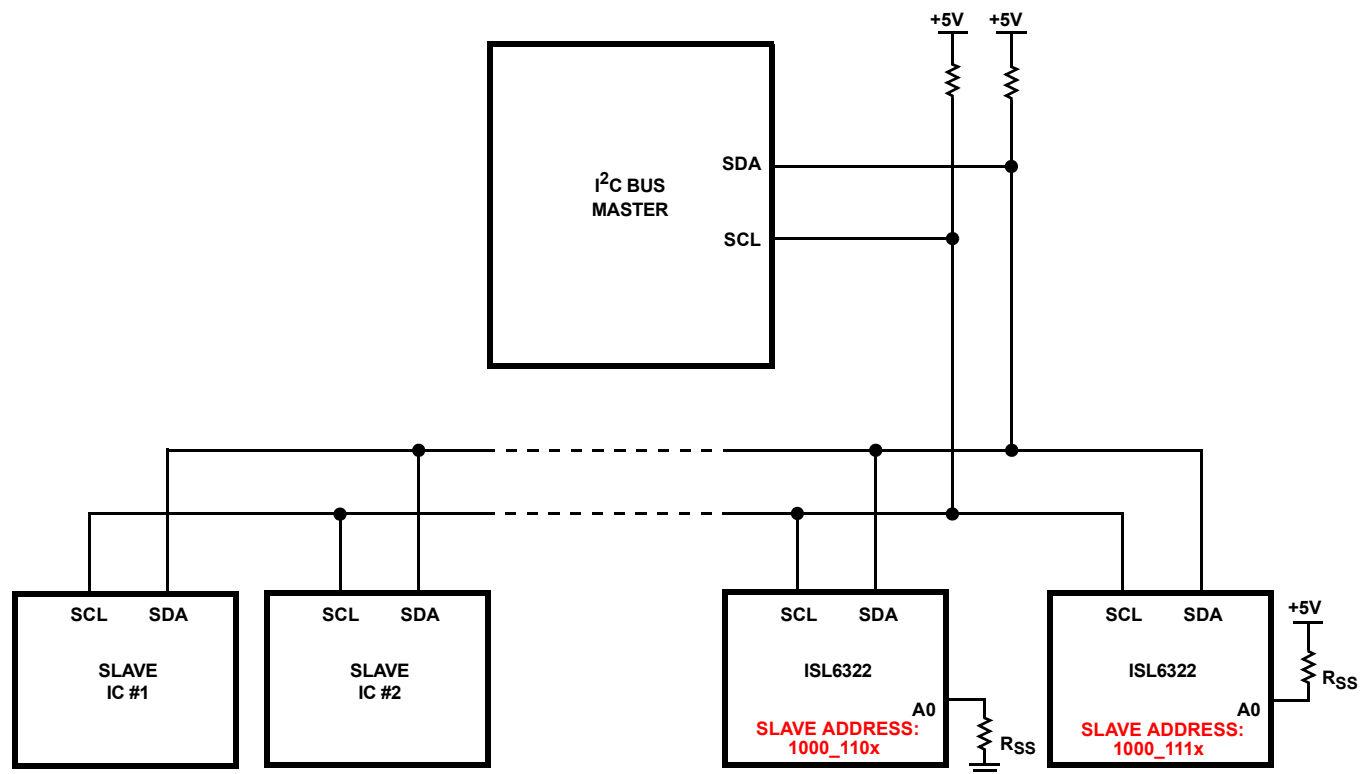 +5V +5V
SDA
I²C BUS
MASTER
SCL
SCL SDA
SLAVE
IC #1
SCL SDA
SLAVE
IC #2
SCL SDA
ISL6322
A0
SLAVE ADDRESS:
1000_110x
RSS
SCL SDA
ISL6322
A0
SLAVE ADDRESS:
1000_111x
+5V
RSS